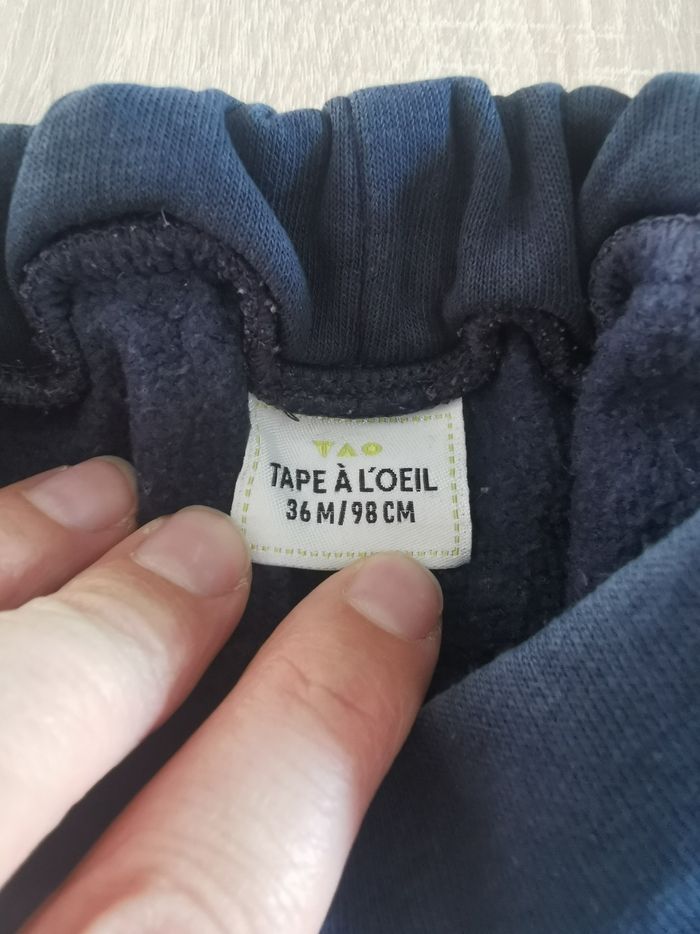 TAO
TAPE À L'OEIL
36 M/98 CM